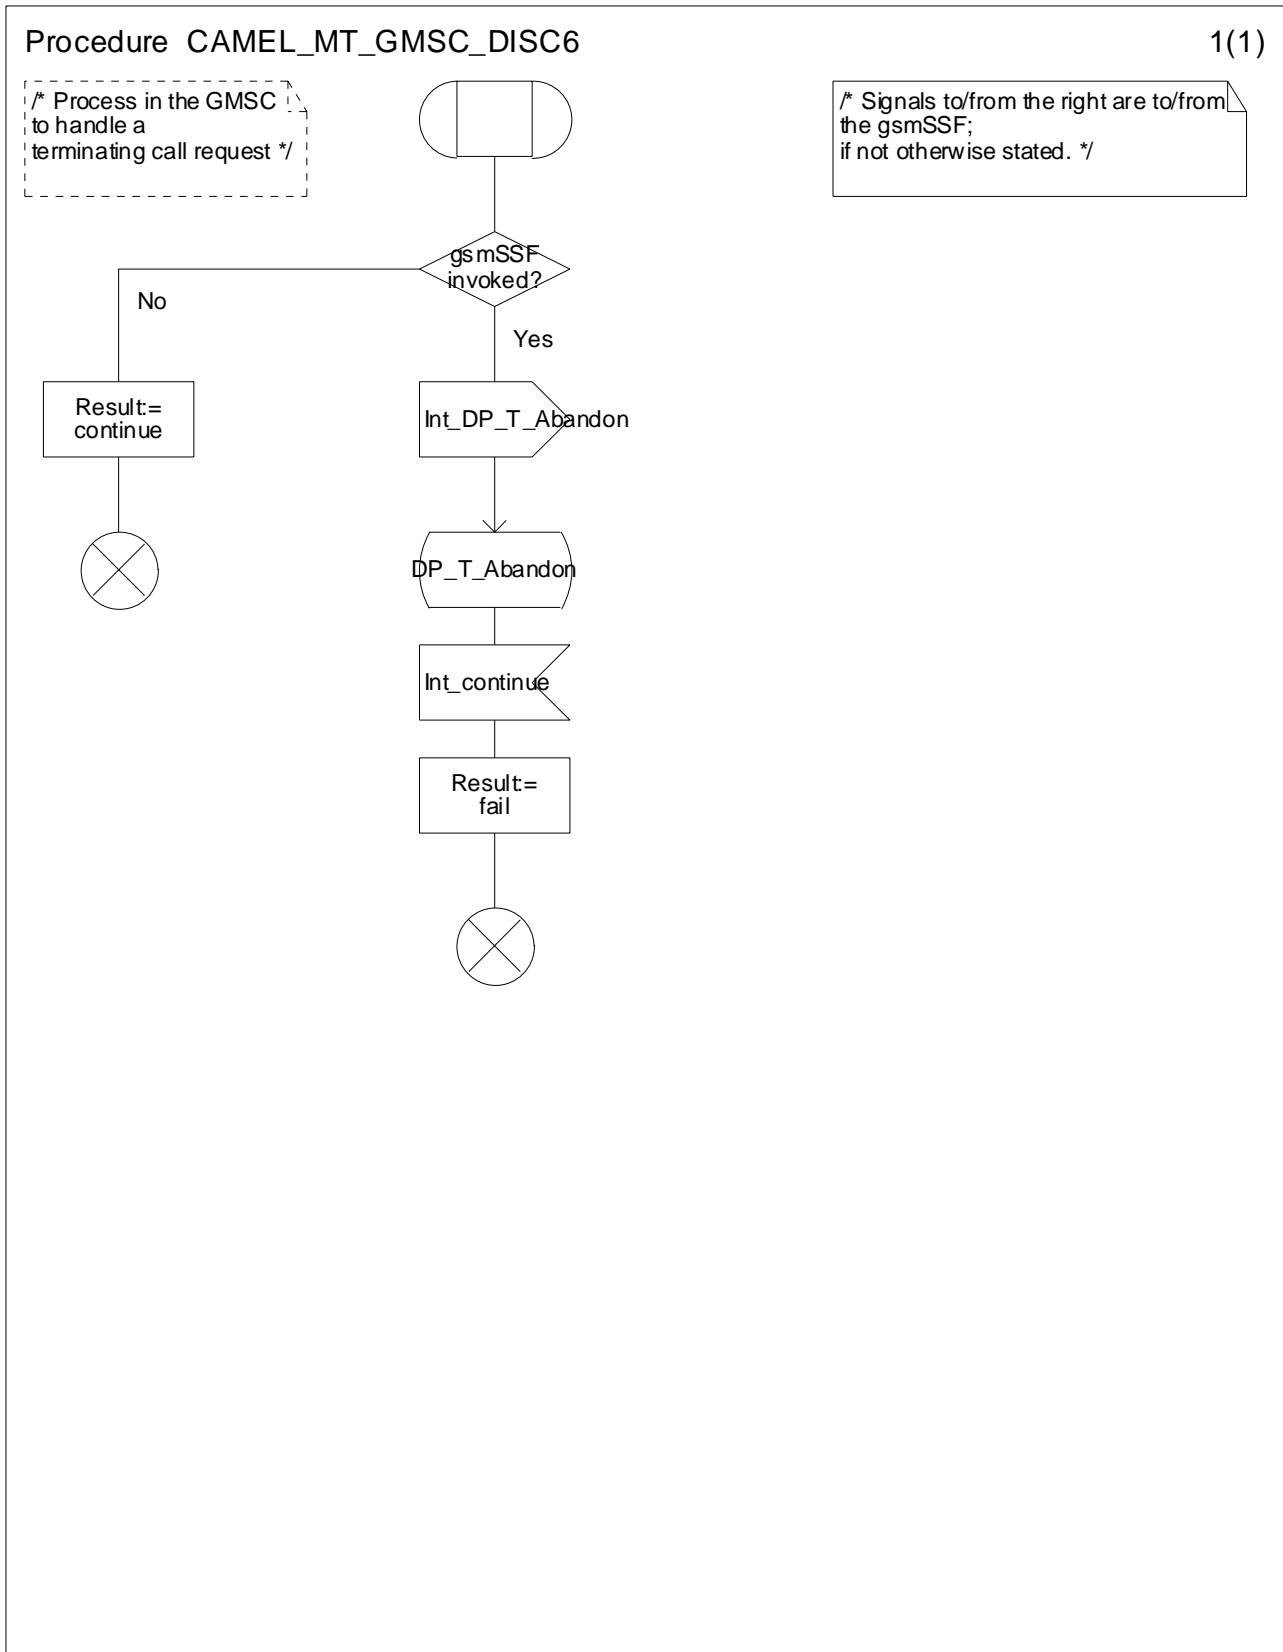 Procedure CAMEL_MT_GMSC_DISC6
1(1)
/* Process in the GMSC
to handle a
terminating call request */
/* Signals to/from the right are to/from
the gsmSSF;
if not otherwise stated. */
gsmSSF
invoked?
No
Yes
Result:=
continue
Int_DP_T_Abandon
DP_T_Abandon
Int_continue
Result:=
fail